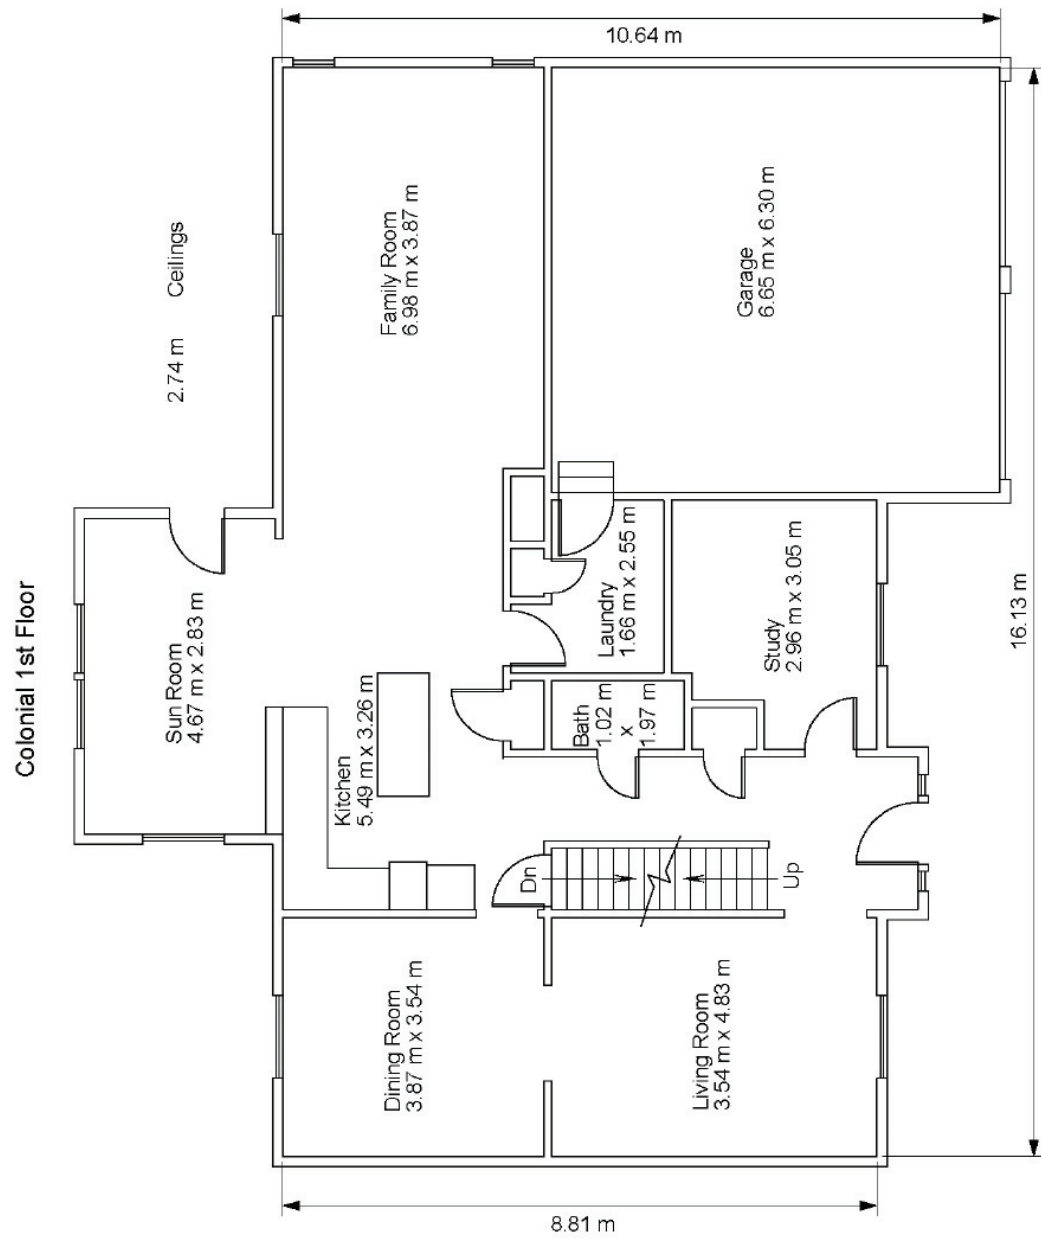 Colonial 1st Floor
2.74 m Ceilings
10.64 m
Family Room
6.98 m x 3.87 m
Garage
6.65 m x 6.30 m
Sun Room
4.67 m x 2.83 m
Kitchen
5.49 m x 3.26 m
Laundry
1.66 m x 2.55 m
Study
2.96 m x 3.05 m
Bath
1.02 m
x
1.97 m
Dn
Up
Dining Room
3.87 m x 3.54 m
Living Room
3.54 m x 4.83 m
16.13 m
8.81 m